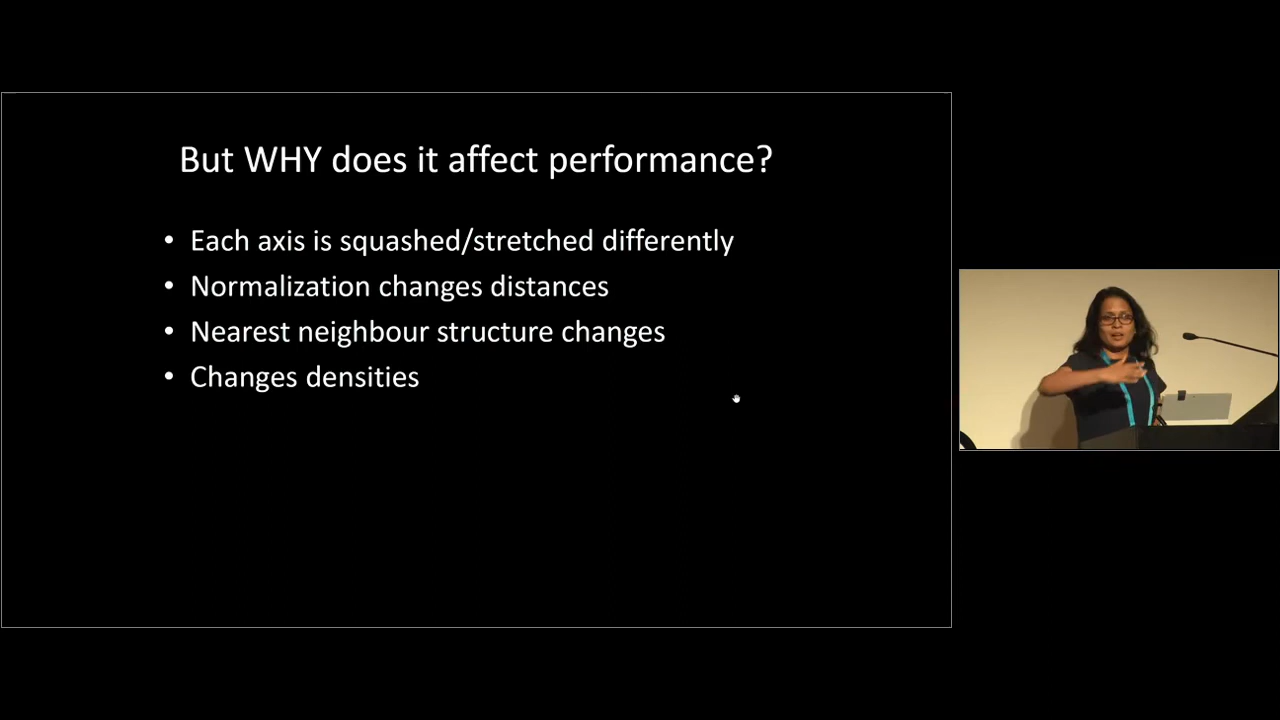 But WHY does it affect performance?
• Each axis is squashed/stretched differently
• Normalization changes distances
• Nearest neighbour structure changes
• Changes densities